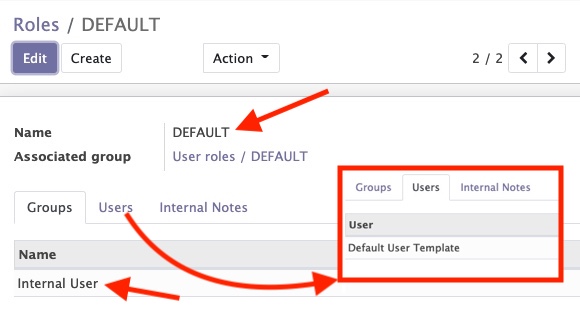 Roles / DEFAULT
Edit Create Action 2 / 2
Name DEFAULT
Associated group User roles / DEFAULT
Groups Users Internal Notes
Name
Internal User
Groups Users Internal Notes
User
Default User Template